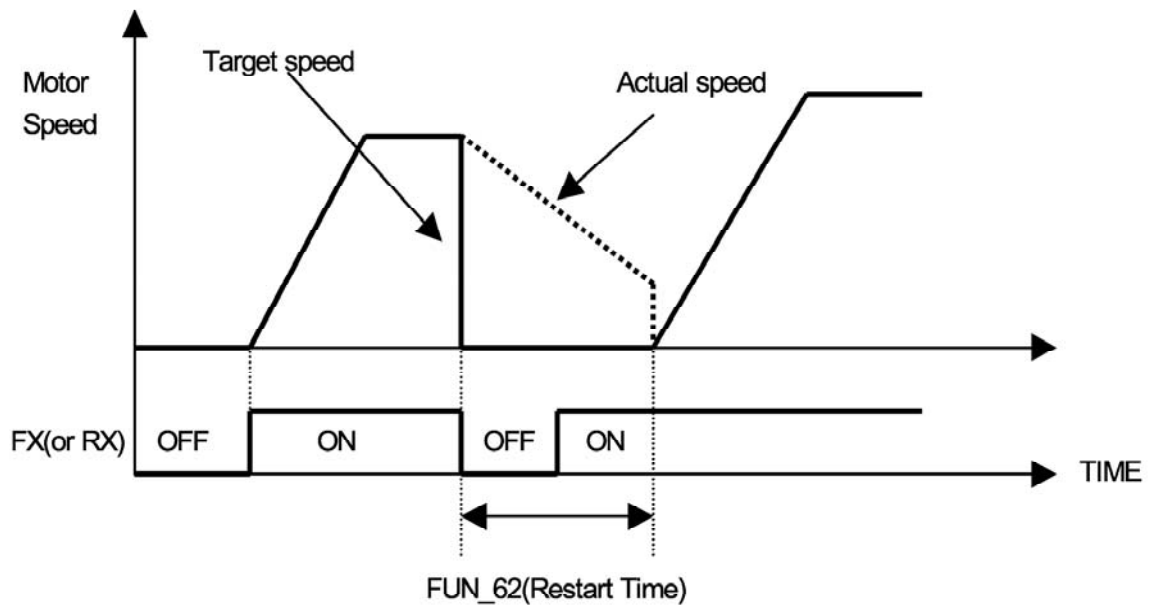 Motor
Speed
Target speed
Actual speed
FX(or RX)
OFF
ON
OFF
ON
TIME
FUN_62(Restart Time)